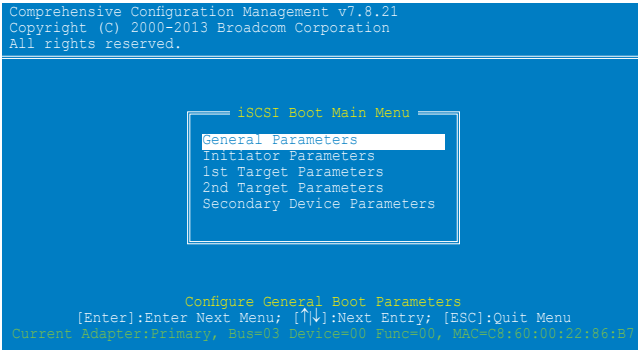 Comprehensive Configuration Management v7.8.21
Copyright (C) 2000-2013 Broadcom Corporation
All rights reserved.
iSCSI Boot Main Menu
General Parameters
Initiator Parameters
1st Target Parameters
2nd Target Parameters
Secondary Device Parameters
Configure General Boot Parameters
[Enter]:Enter Next Menu; [↑|↓]:Next Entry; [ESC]:Quit Menu
Current Adapter:Primary, Bus=03 Device=00 Func=00, MAC=C8:60:00:22:86:B7